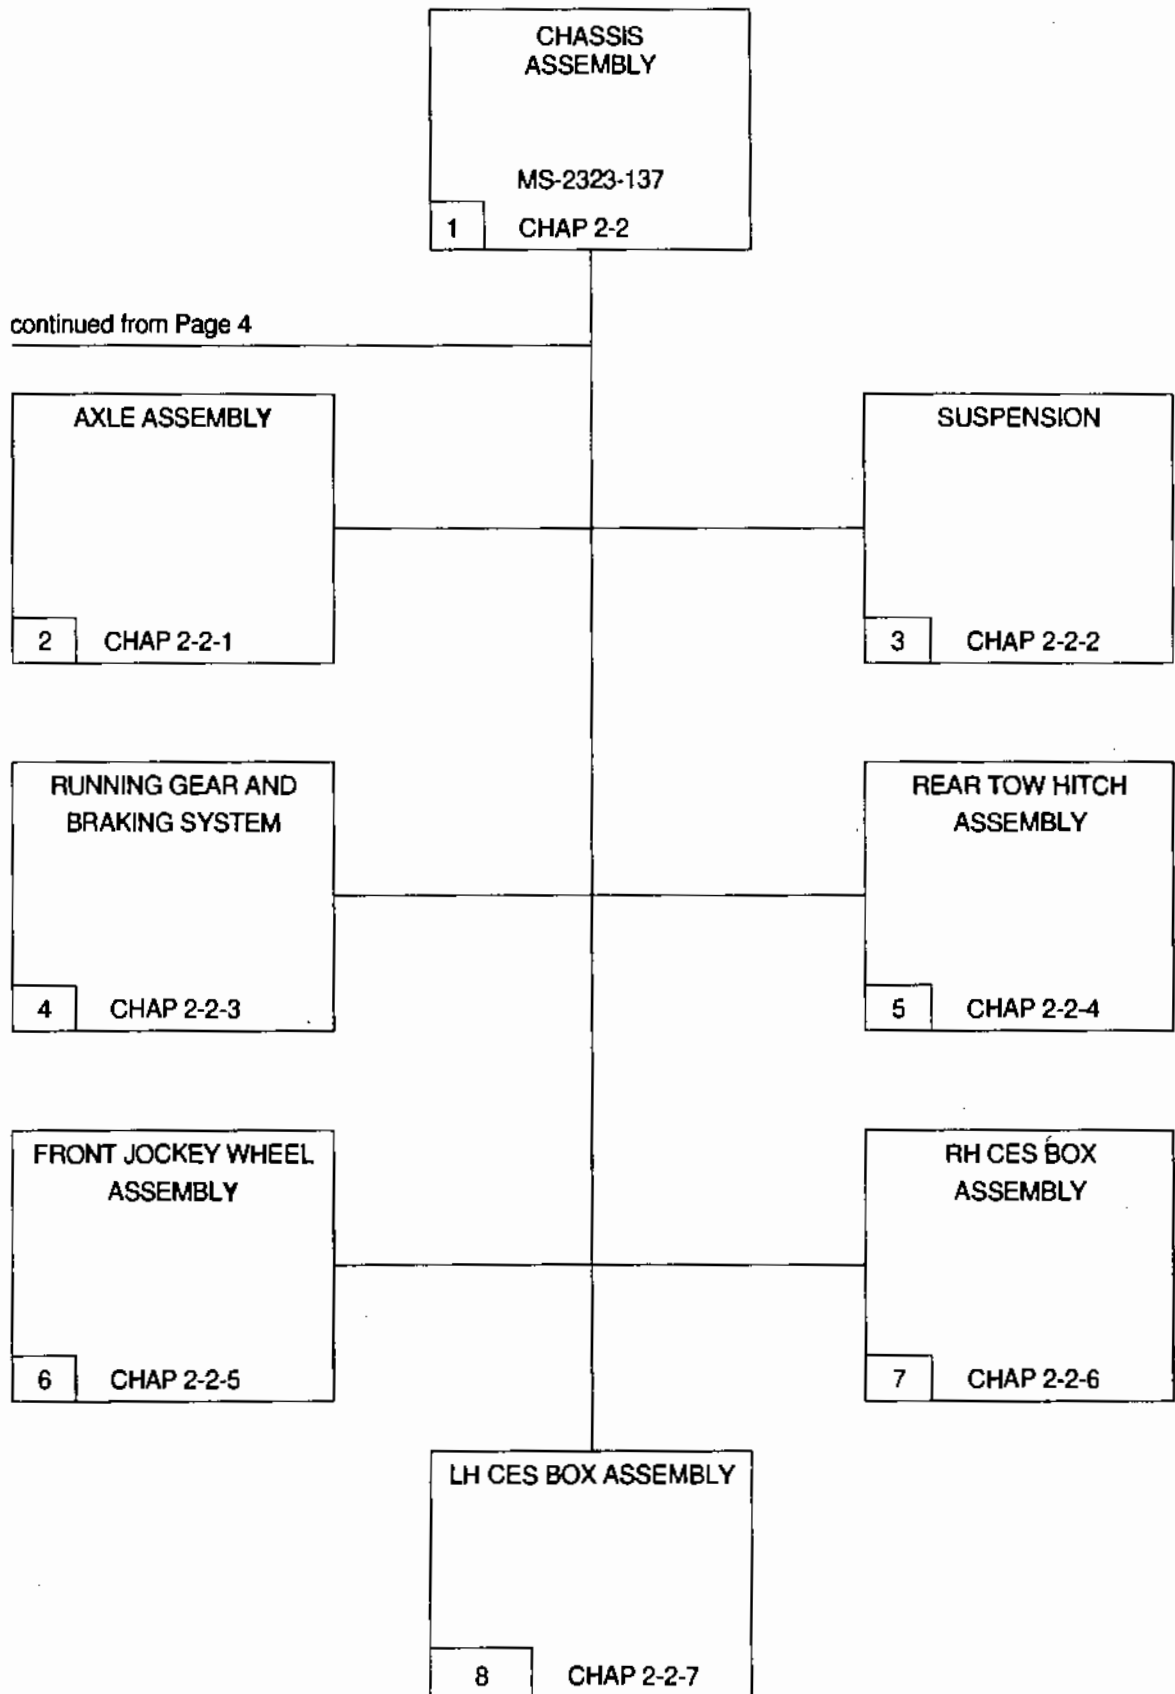 CHASSIS
ASSEMBLY
MS-2323-137
1 CHAP 2-2
continued from Page 4
AXLE ASSEMBLY
2 CHAP 2-2-1
SUSPENSION
3 CHAP 2-2-2
RUNNING GEAR AND
BRAKING SYSTEM
4 CHAP 2-2-3
REAR TOW HITCH
ASSEMBLY
5 CHAP 2-2-4
FRONT JOCKEY WHEEL
ASSEMBLY
6 CHAP 2-2-5
RH CES BOX
ASSEMBLY
7 CHAP 2-2-6
LH CES BOX ASSEMBLY
8 CHAP 2-2-7